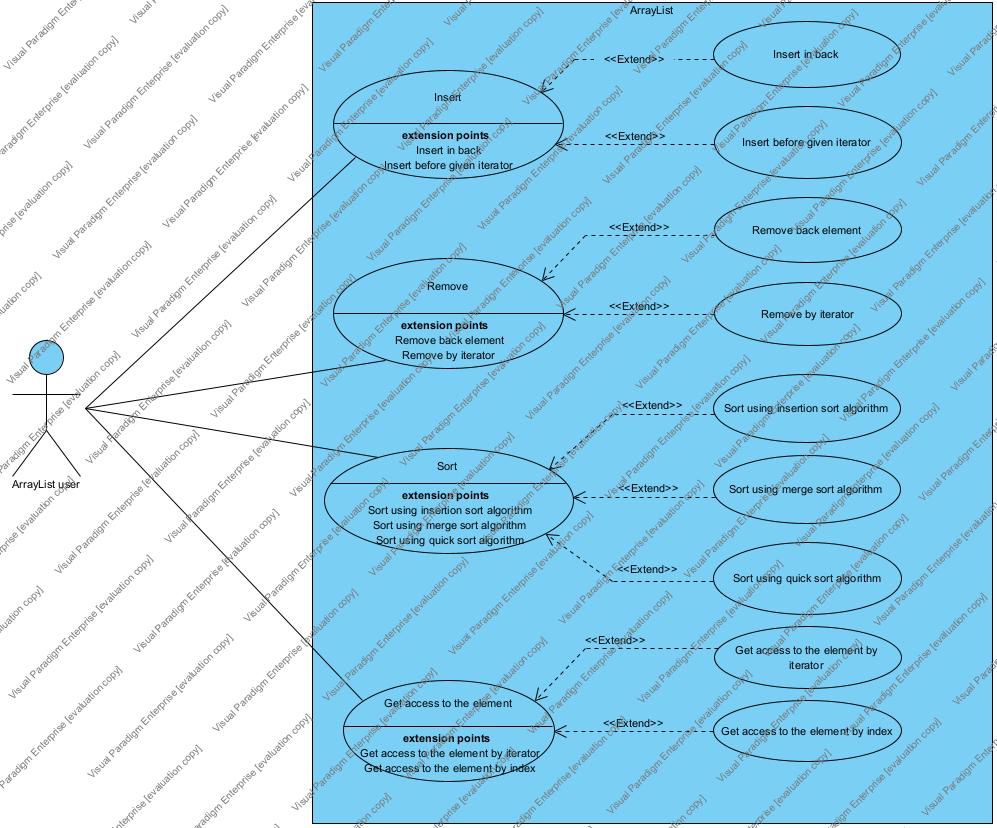 ArrayList
Insert
extension points
Insert in back
Insert before given iterator
<<Extend>>
Insert in back
<<Extend>>
Insert before given iterator
Remove
extension points
Remove back element
Remove by iterator
<<Extend>>
Remove back element
<<Extend>>
Remove by iterator
ArrayList user
Sort
extension points
Sort using insertion sort algorithm
Sort using merge sort algorithm
Sort using quick sort algorithm
<<Extend>>
Sort using insertion sort algorithm
<<Extend>>
Sort using merge sort algorithm
<<Extend>>
Sort using quick sort algorithm
Get access to the element
extension points
Get access to the element by iterator
Get access to the element by index
<<Extend>>
Get access to the element by
iterator
<<Extend>>
Get access to the element by index
Visual Paradigm Enterprise [evaluation copy]